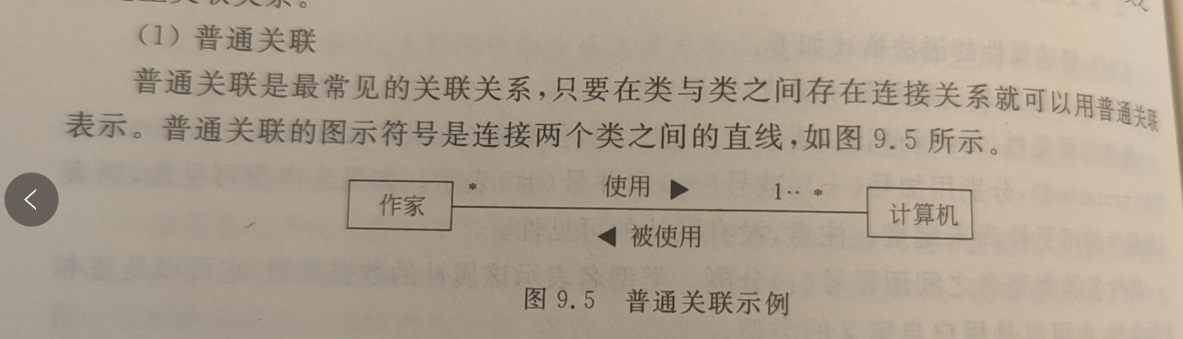 （1）普通关联
普通关联是最常见的关联关系，只要在类与类之间存在连接关系就可以用普通关联
表示。普通关联的图示符号是连接两个类之间的直线，如图 9.5 所示。
作家 * 使用 ▶ 1‥* 计算机
◀ 被使用
图 9.5 普通关联示例